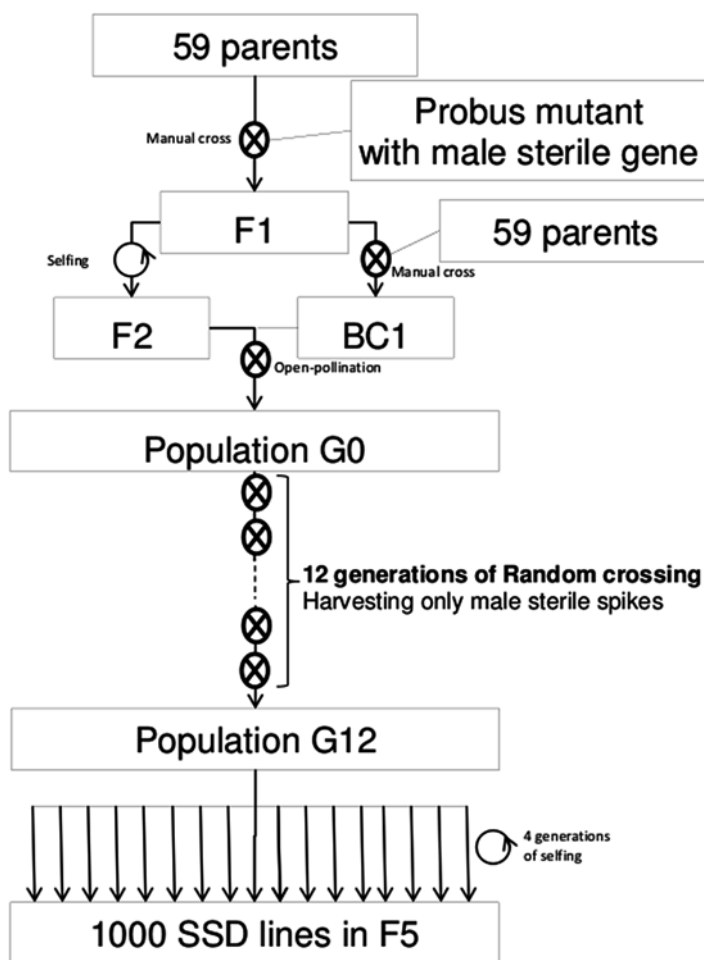 59 parents
Manual cross
Probus mutant
with male sterile gene
F1
59 parents
Selfing
Manual cross
F2
BC1
Open-pollination
Population G0
12 generations of Random crossing
Harvesting only male sterile spikes
Population G12
4 generations
of selfing
1000 SSD lines in F5